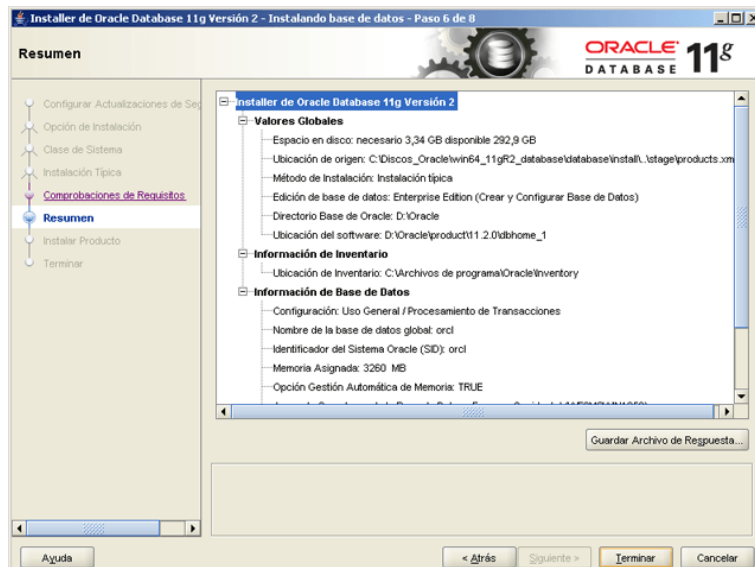 Installer de Oracle Database 11g Versión 2 - Instalando base de datos - Paso 6 de 8
Resumen
ORACLE
DATABASE
11g
Configurar Actualizaciones de Seg
Opción de Instalación
Clase de Sistema
Instalación Típica
Comprobaciones de Requisitos
Resumen
Instalar Producto
Terminar
Installer de Oracle Database 11g Versión 2
Valores Globales
Espacio en disco: necesario 3,34 GB disponible 292,9 GB
Ubicación de origen: C:\Discos_Oracle\win64_11gR2_database\database\install\..\stage\products.xm
Método de Instalación: Instalación típica
Edición de base de datos: Enterprise Edition (Crear y Configurar Base de Datos)
Directorio Base de Oracle: D:\Oracle
Ubicación del software: D:\Oracle\product\11.2.0\dbhome_1
Información de Inventario
Ubicación de Inventario: C:\Archivos de programa\Oracle\Inventory
Información de Base de Datos
Configuración: Uso General / Procesamiento de Transacciones
Nombre de la base de datos global: orcl
Identificador del Sistema Oracle (SID): orcl
Memoria Asignada: 3260 MB
Opción Gestión Automática de Memoria: TRUE
Guardar Archivo de Respuesta...
Ayuda
< Atrás
Siguiente >
Terminar
Cancelar